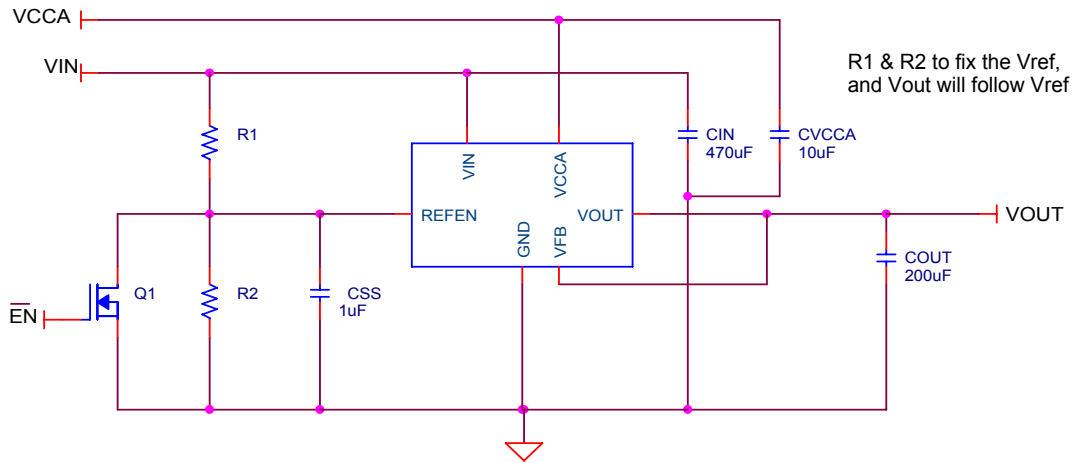 VCCA
VIN
R1 & R2 to fix the Vref,
and Vout will follow Vref
R1
CIN
470uF
CVCCA
10uF
VIN
VCCA
REFEN
VOUT
GND
VFB
VOUT
COUT
200uF
EN
Q1
R2
CSS
1uF